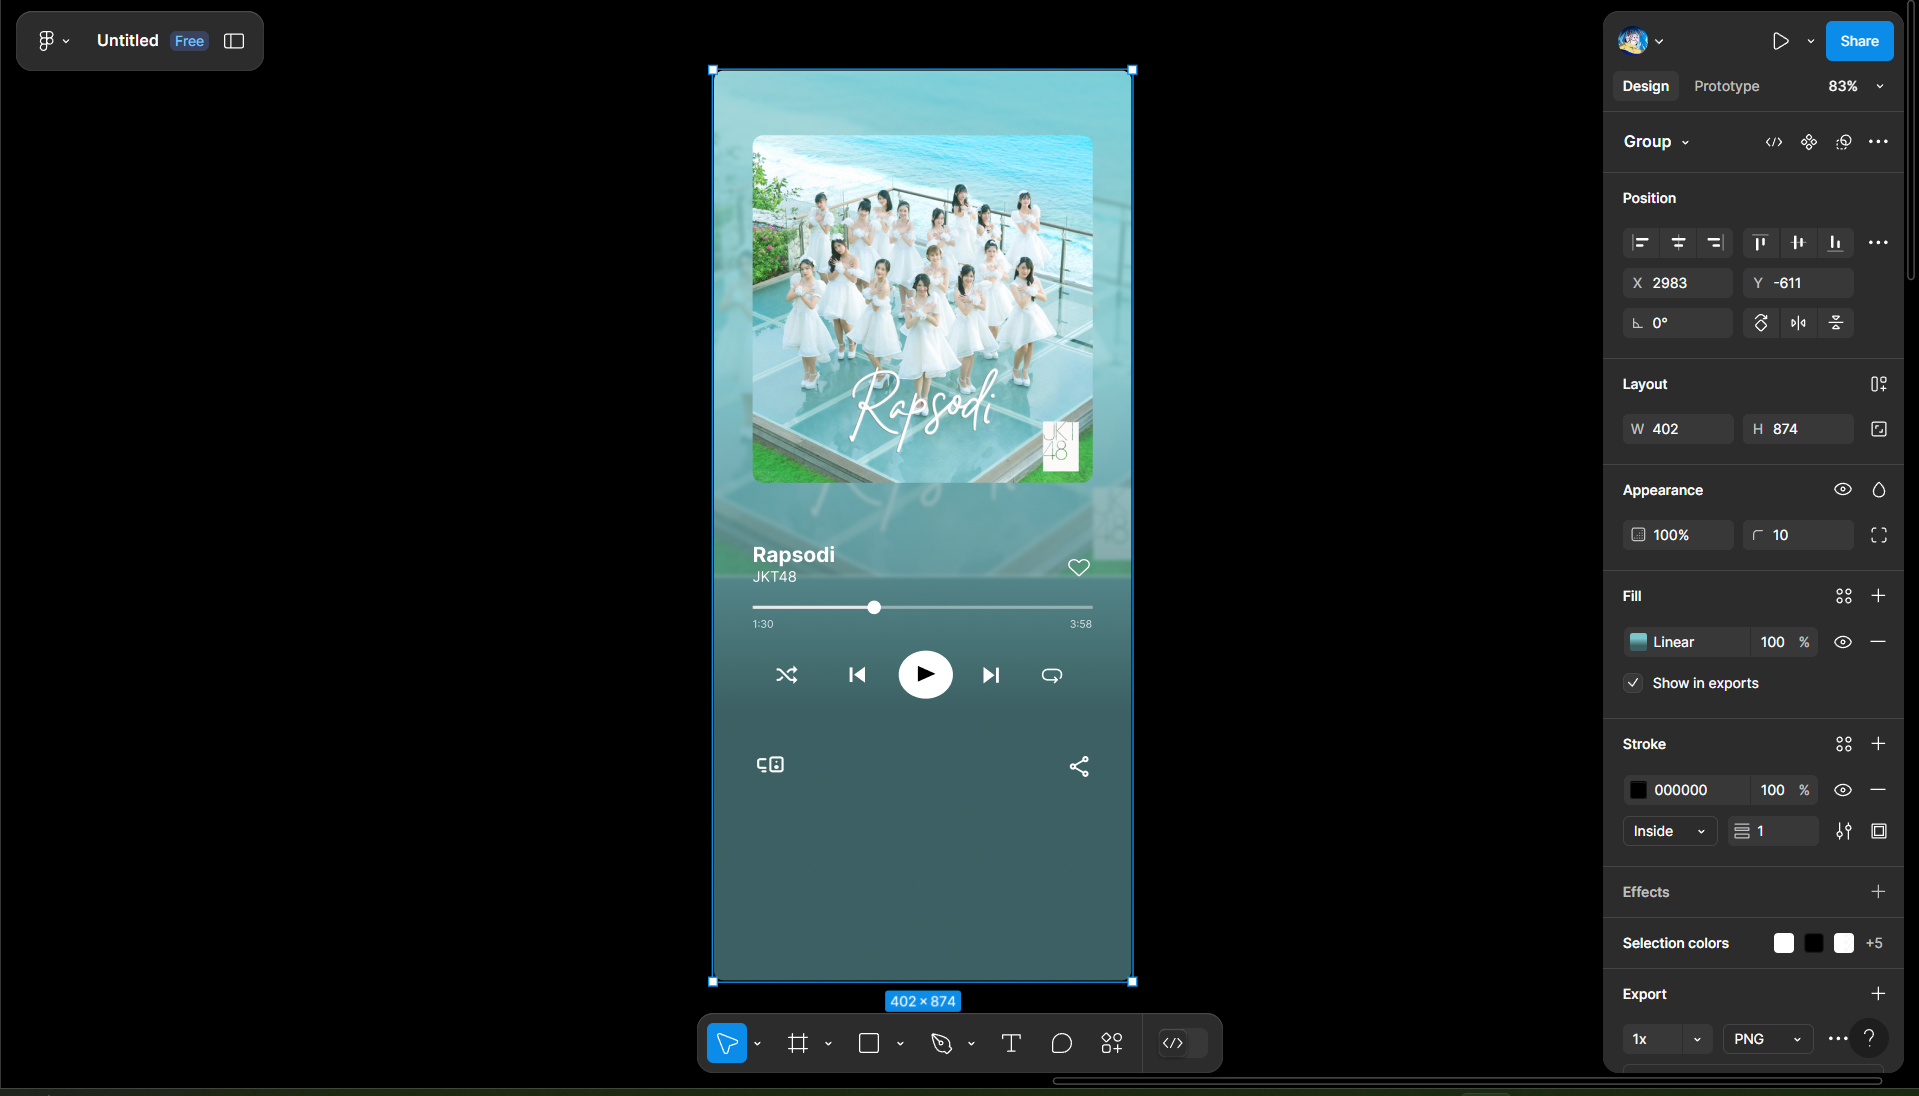 Untitled Free
Share
Design Prototype 83%
Group
Position
X 2983 Y -611
0°
Layout
W 402 H 874
Appearance
100% 10
Fill
Linear 100 %
Show in exports
Stroke
000000 100 %
Inside 1
Effects
Selection colors +5
Export
1x PNG ?
Rapsodi
JKT
48
Rapsodi
JKT48
1:30 3:58
402 × 874